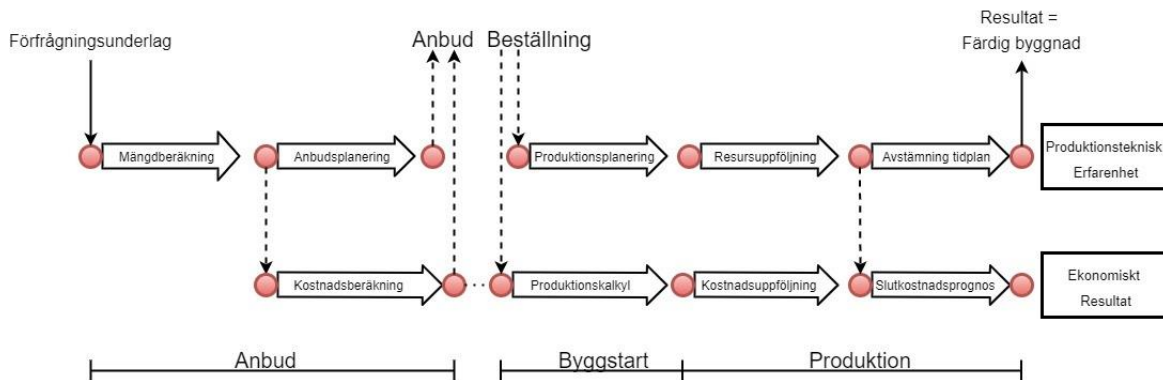 Förfrågningsunderlag
Anbud
Beställning
Resultat =
Färdig byggnad
Mängdberäkning
Anbudsplanering
Produktionsplanering
Resursuppföljning
Avstämning tidplan
Produktionsteknisk
Erfarenhet
Kostnadsberäkning
Produktionskalkyl
Kostnadsuppföljning
Slutkostnadsprognos
Ekonomiskt
Resultat
Anbud
Byggstart
Produktion